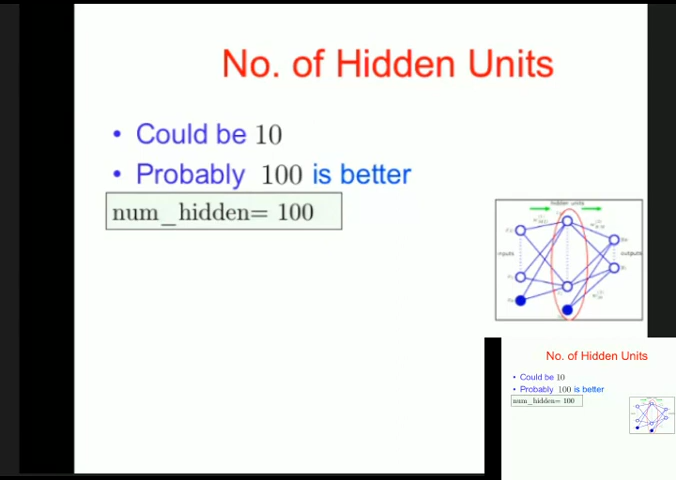 No. of Hidden Units
• Could be 10
• Probably 100 is better
num_hidden= 100
hidden units
inputs
outputs
No. of Hidden Units
• Could be 10
• Probably 100 is better
num_hidden= 100